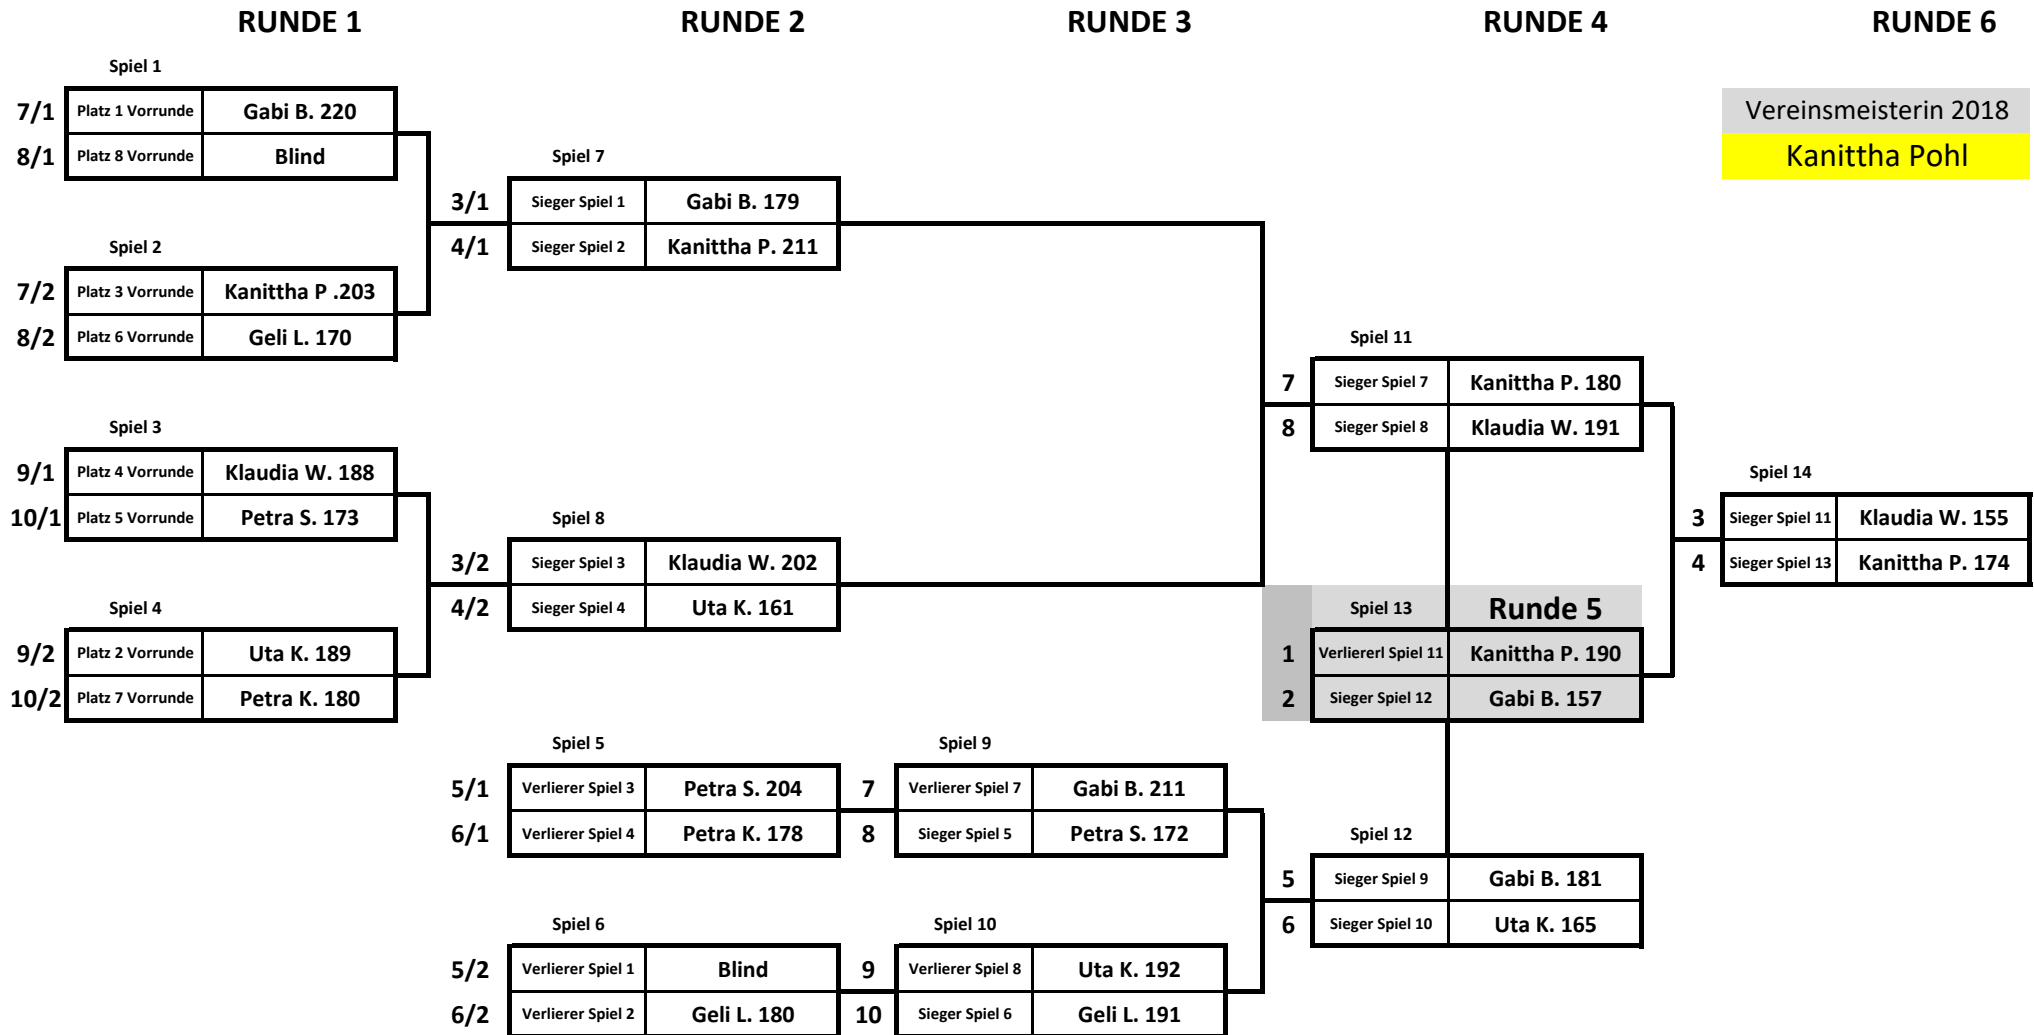 RUNDE 1 RUNDE 2 RUNDE 3 RUNDE 4 RUNDE 6
Spiel 1
7/1 Platz 1 Vorrunde Gabi B. 220
8/1 Platz 8 Vorrunde Blind
Vereinsmeisterin 2018
Kanittha Pohl
Spiel 7
3/1 Sieger Spiel 1 Gabi B. 179
4/1 Sieger Spiel 2 Kanittha P. 211
Spiel 2
7/2 Platz 3 Vorrunde Kanittha P .203
8/2 Platz 6 Vorrunde Geli L. 170
Spiel 11
7 Sieger Spiel 7 Kanittha P. 180
8 Sieger Spiel 8 Klaudia W. 191
Spiel 3
9/1 Platz 4 Vorrunde Klaudia W. 188
10/1 Platz 5 Vorrunde Petra S. 173
Spiel 14
3 Sieger Spiel 11 Klaudia W. 155
4 Sieger Spiel 13 Kanittha P. 174
Spiel 8
3/2 Sieger Spiel 3 Klaudia W. 202
4/2 Sieger Spiel 4 Uta K. 161
Spiel 4
9/2 Platz 2 Vorrunde Uta K. 189
10/2 Platz 7 Vorrunde Petra K. 180
Spiel 13 Runde 5
1 Verliererl Spiel 11 Kanittha P. 190
2 Sieger Spiel 12 Gabi B. 157
Spiel 5
5/1 Verlierer Spiel 3 Petra S. 204
6/1 Verlierer Spiel 4 Petra K. 178
Spiel 9
7 Verlierer Spiel 7 Gabi B. 211
8 Sieger Spiel 5 Petra S. 172
Spiel 12
5 Sieger Spiel 9 Gabi B. 181
6 Sieger Spiel 10 Uta K. 165
Spiel 6
5/2 Verlierer Spiel 1 Blind
6/2 Verlierer Spiel 2 Geli L. 180
Spiel 10
9 Verlierer Spiel 8 Uta K. 192
10 Sieger Spiel 6 Geli L. 191